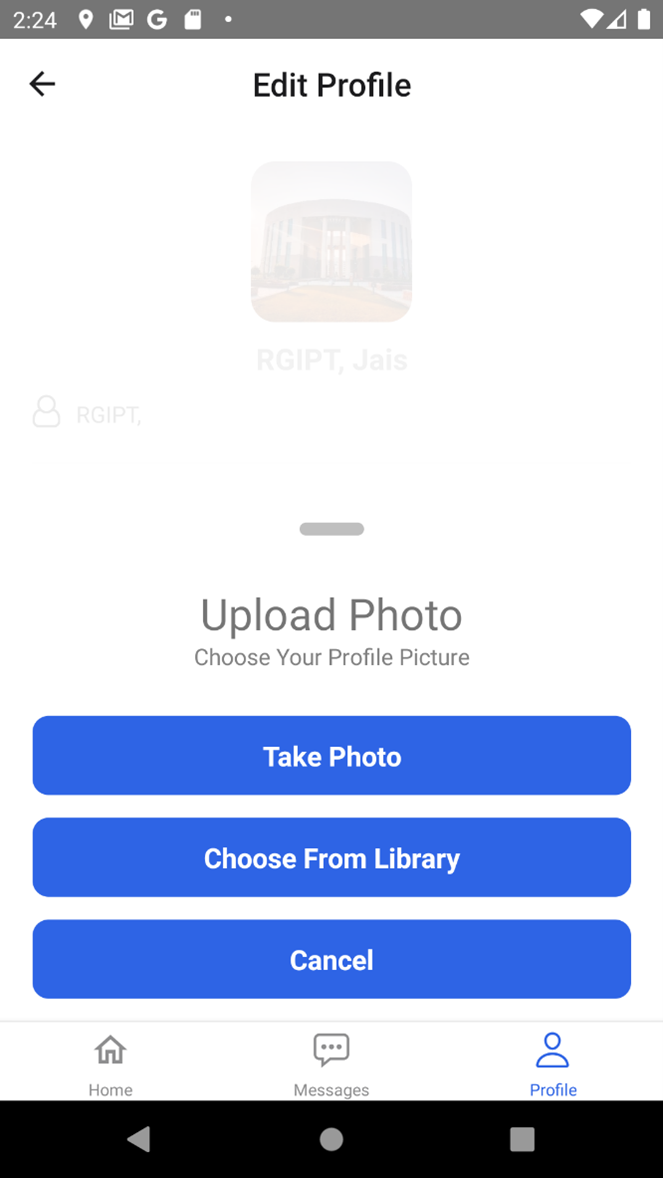 2:24
Edit Profile
RGIPT, Jais
RGIPT,
Upload Photo
Choose Your Profile Picture
Take Photo
Choose From Library
Cancel
Home Messages Profile